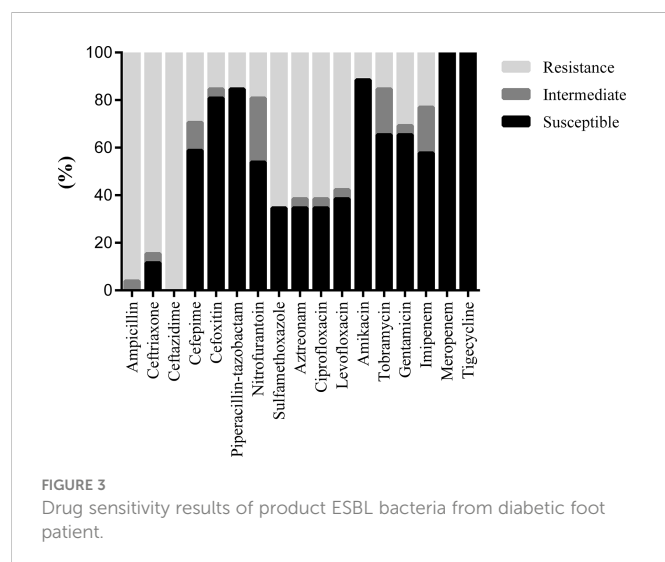 100
80
60
40
20
0
(%)
Resistance
Intermediate
Susceptible
Ampicillin
Ceftriaxone
Ceftazidime
Cefepime
Cefoxitin
Piperacillin-tazobactam
Nitrofurantoin
Sulfamethoxazole
Aztreonam
Ciprofloxacin
Levofloxacin
Amikacin
Tobramycin
Gentamicin
Imipenem
Meropenem
Tigecycline
FIGURE 3
Drug sensitivity results of product ESBL bacteria from diabetic foot
patient.